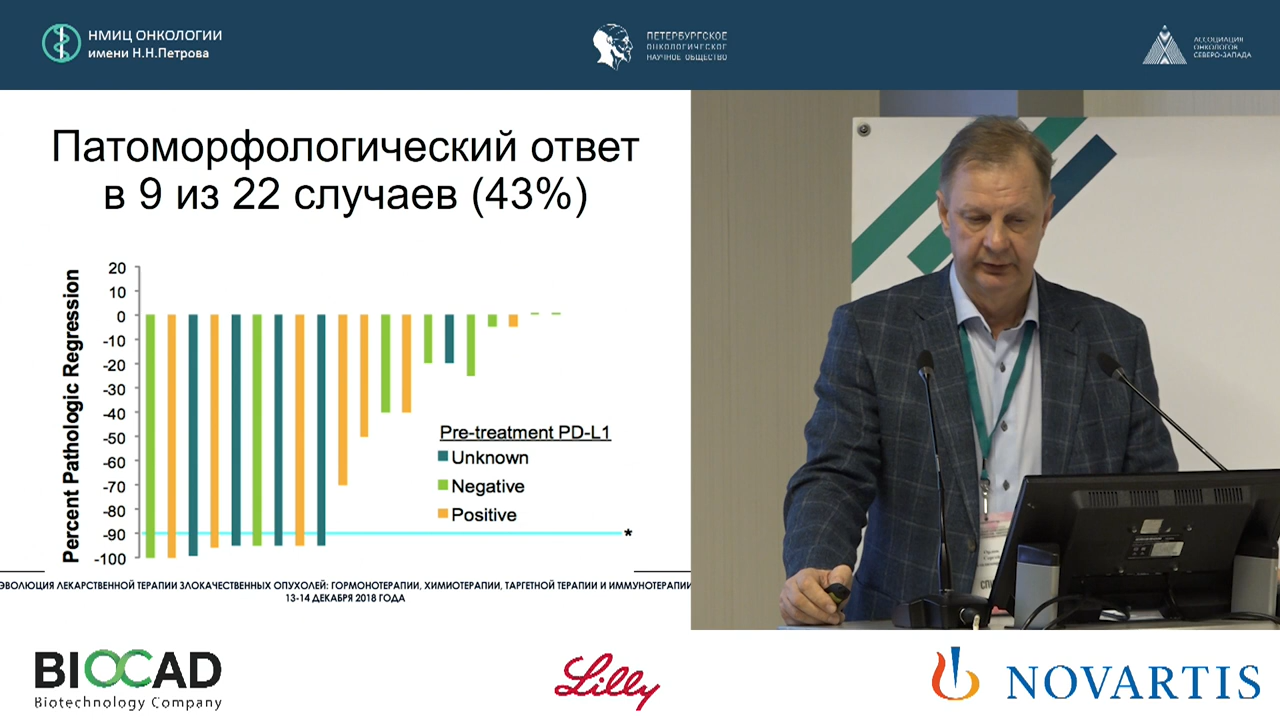 НМИЦ ОНКОЛОГИИ
имени Н.Н.Петрова
ПЕТЕРБУРГСКОЕ
ОНКОЛОГИЧЕСКОЕ
НАУЧНОЕ ОБЩЕСТВО
АССОЦИАЦИЯ
ОНКОЛОГОВ
СЕВЕРО-ЗАПАДА
Патоморфологический ответ
в 9 из 22 случаев (43%)
Percent Pathologic Regression
20
10
0
-10
-20
-30
-40
-50
-60
-70
-80
-90
-100
Pre-treatment PD-L1
Unknown
Negative
Positive
*
ЭВОЛЮЦИЯ ЛЕКАРСТВЕННОЙ ТЕРАПИИ ЗЛОКАЧЕСТВЕННЫХ ОПУХОЛЕЙ: ГОРМОНОТЕРАПИИ, ХИМИОТЕРАПИИ, ТАРГЕТНОЙ ТЕРАПИИ И ИММУНОТЕРАПИИ
13-14 ДЕКАБРЯ 2018 ГОДА
BIOCAD
Biotechnology Company
Lilly
NOVARTIS